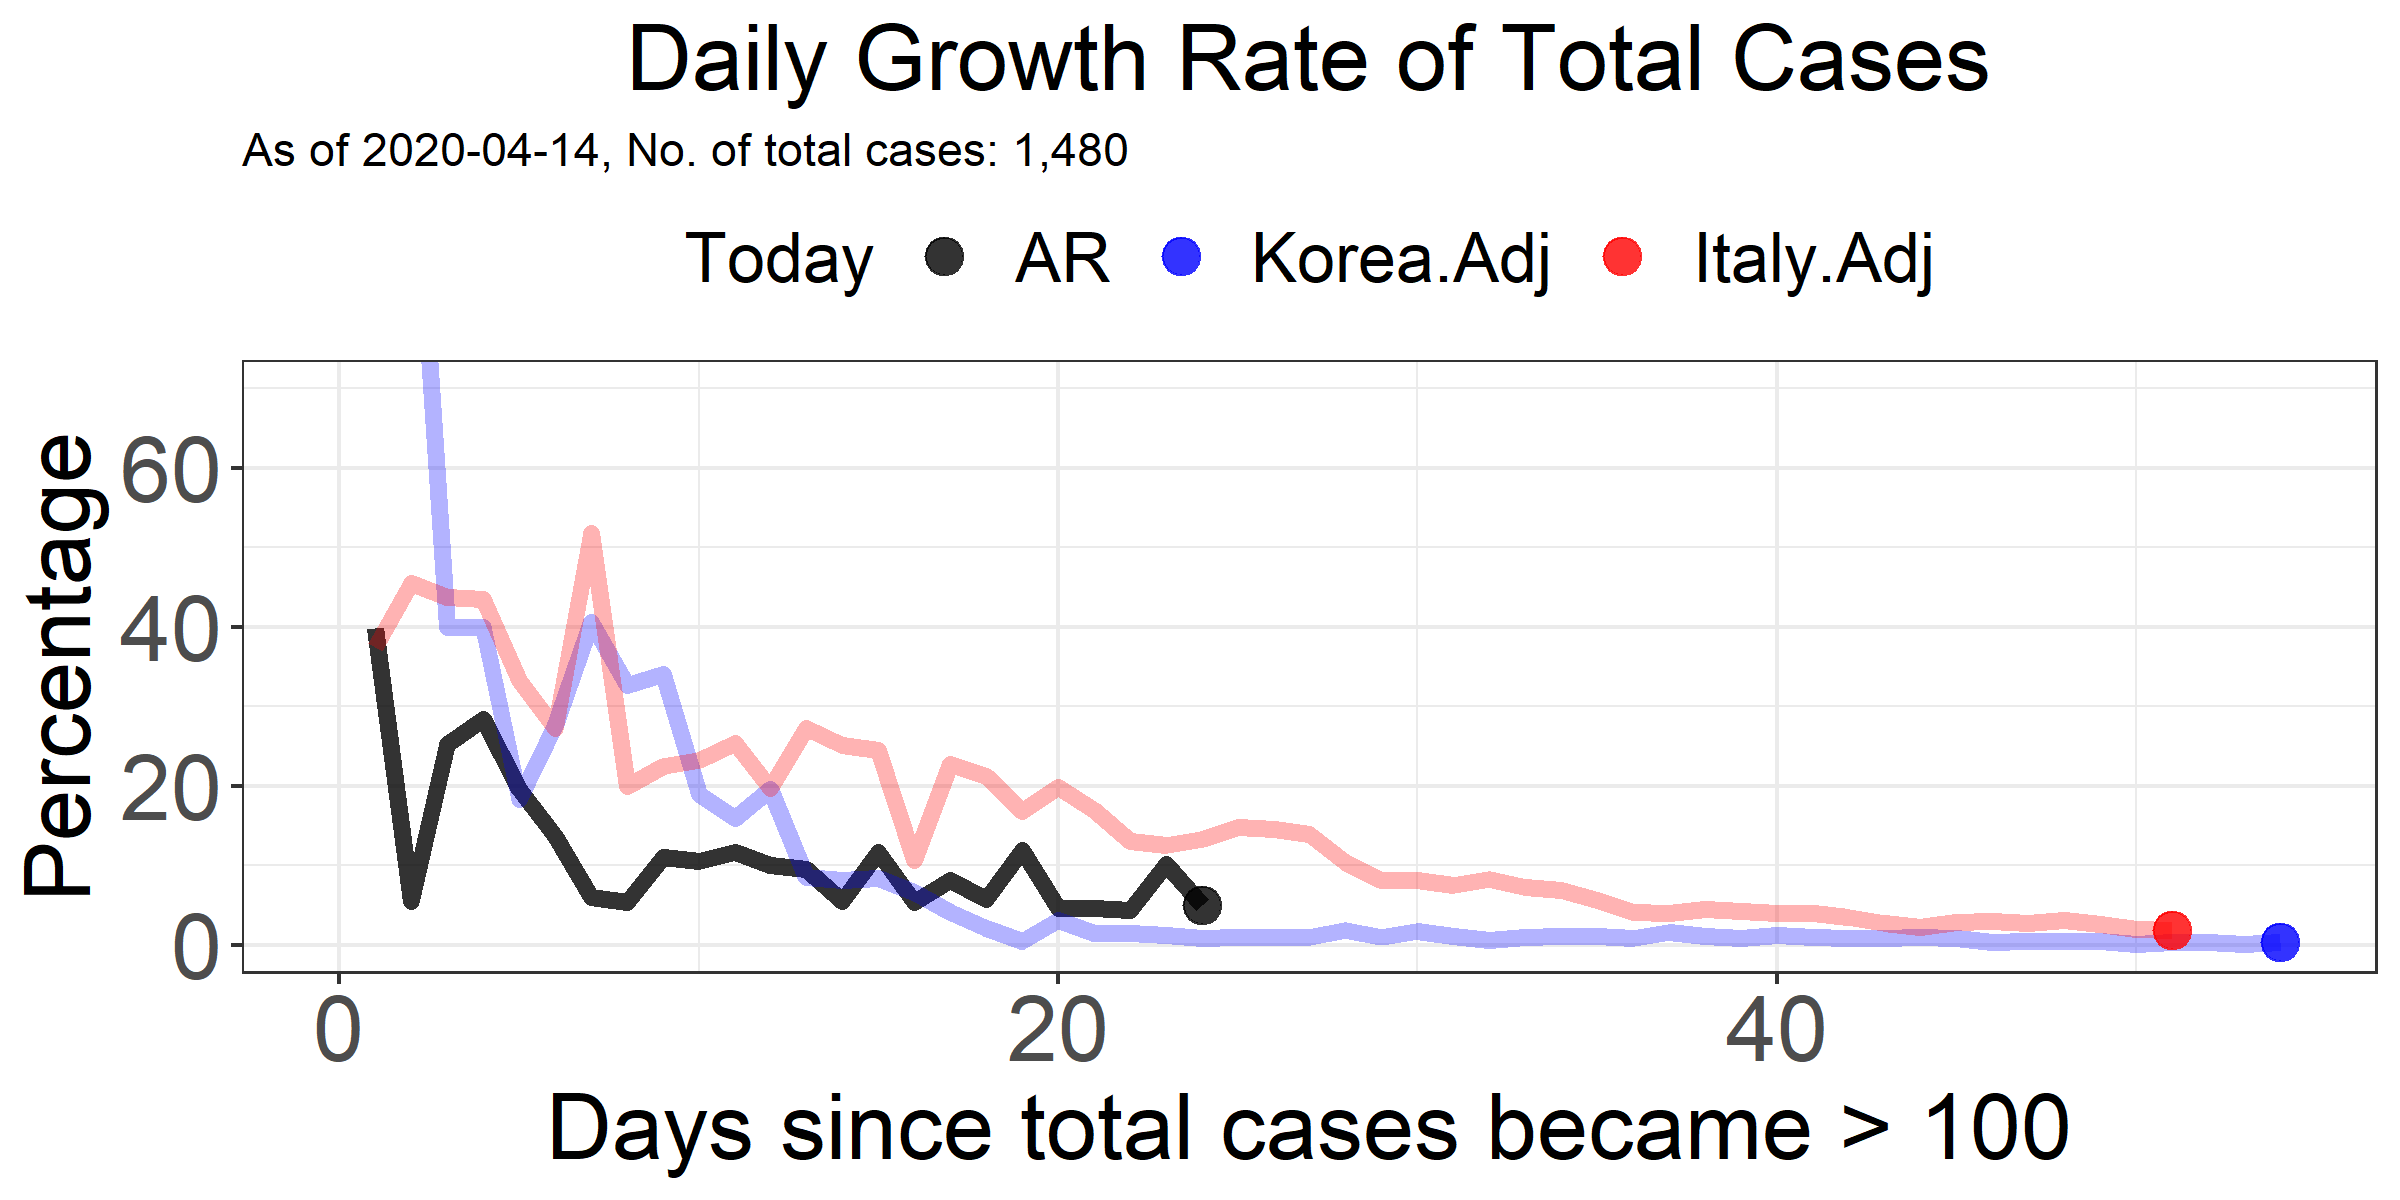 Daily Growth Rate of Total Cases
As of 2020-04-14, No. of total cases: 1,480
Today AR Korea.Adj Italy.Adj
Percentage
60
40
20
0
0 20 40
Days since total cases became > 100